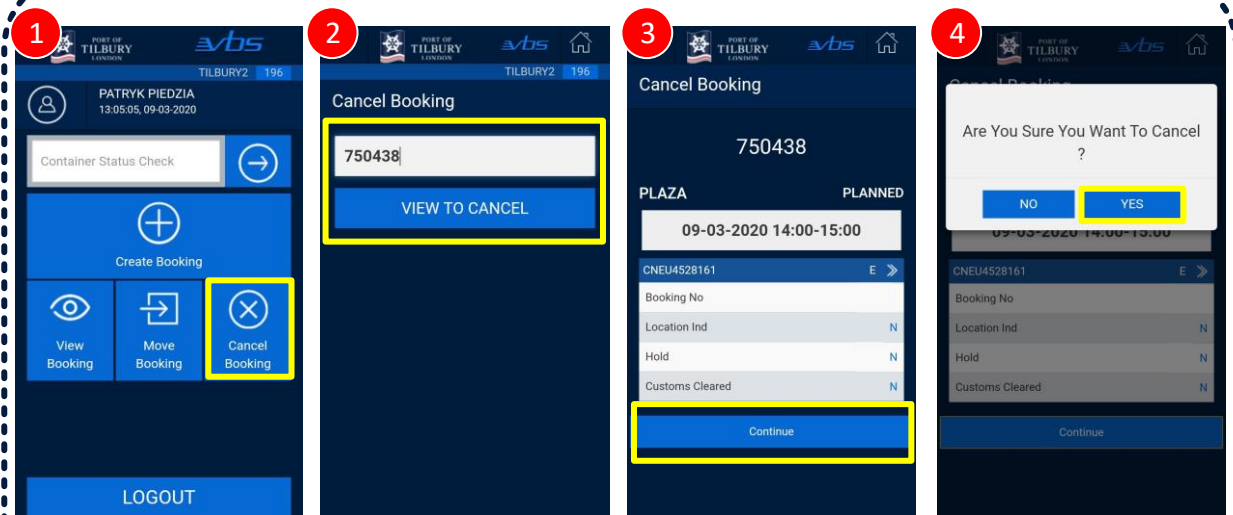 1
PORT OF
TILBURY
LONDON
vbs
TILBURY2 196
PATRYK PIEDZIA
13:05:05, 09-03-2020
Container Status Check
Create Booking
View
Booking
Move
Booking
Cancel
Booking
LOGOUT
2
PORT OF
TILBURY
LONDON
vbs
TILBURY2 196
Cancel Booking
750438
VIEW TO CANCEL
3
PORT OF
TILBURY
LONDON
vbs
Cancel Booking
750438
PLAZA PLANNED
09-03-2020 14:00-15:00
CNEU4528161 E
Booking No
Location Ind N
Hold N
Customs Cleared N
Continue
4
PORT OF
TILBURY
LONDON
vbs
Cancel Booking
Are You Sure You Want To Cancel
?
NO YES
09-03-2020 14:00-15:00
CNEU4528161 E
Booking No
Location Ind N
Hold N
Customs Cleared N
Continue